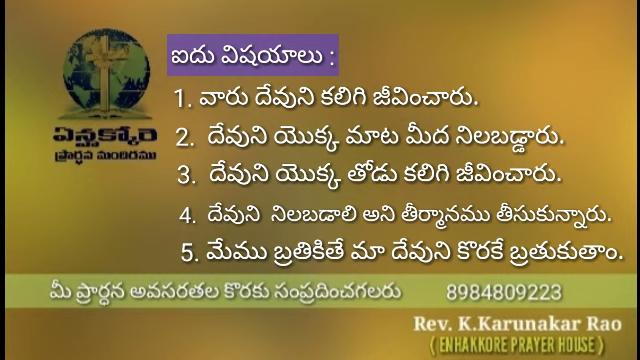 ఐదు విషయాలు :
1. వారు దేవుని కలిగి జీవించారు.
2. దేవుని యొక్క మాట మీద నిలబడ్డారు.
3. దేవుని యొక్క తోడు కలిగి జీవించారు.
4. దేవుని నిలబడాలి అని తీర్మానము తీసుకున్నారు.
5. మేము బ్రతికితే మా దేవుని కొరకే బ్రతుకుతాం.
ఏన్హక్కోరె
ప్రార్థన మందిరము
మీ ప్రార్థన అవసరతల కొరకు సంప్రదించగలరు 8984809223
Rev. K.Karunakar Rao
( ENHAKKORE PRAYER HOUSE )